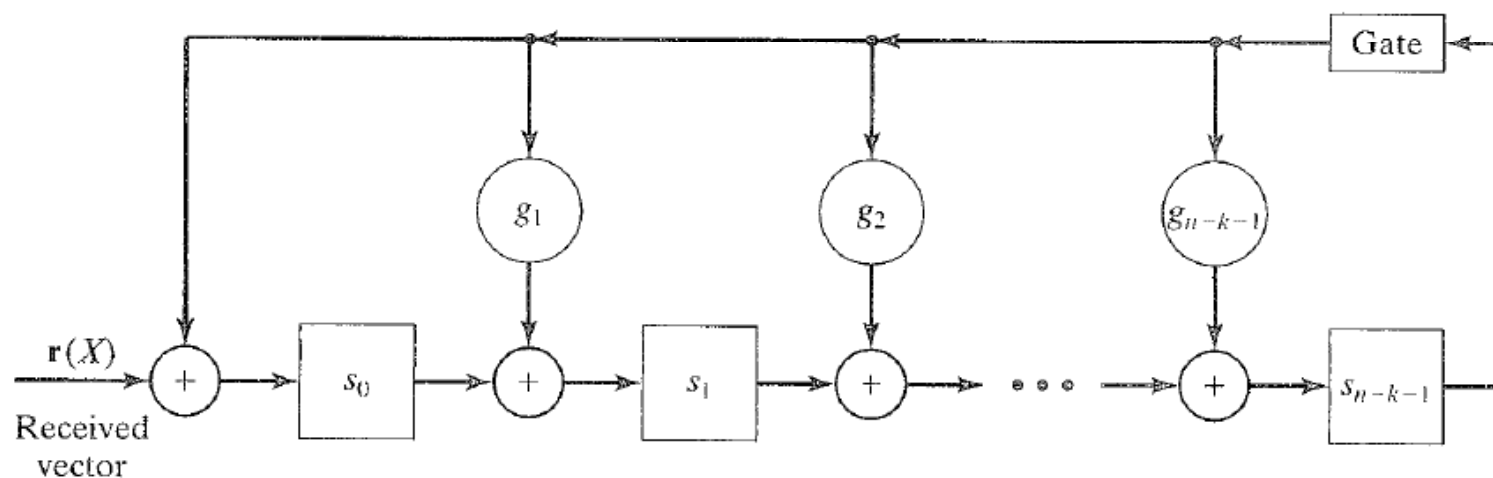 Gate
g₁
g₂
gₙ₋ₖ₋₁
r(X)
+
s₀
+
s₁
+
+
sₙ₋ₖ₋₁
Received
vector